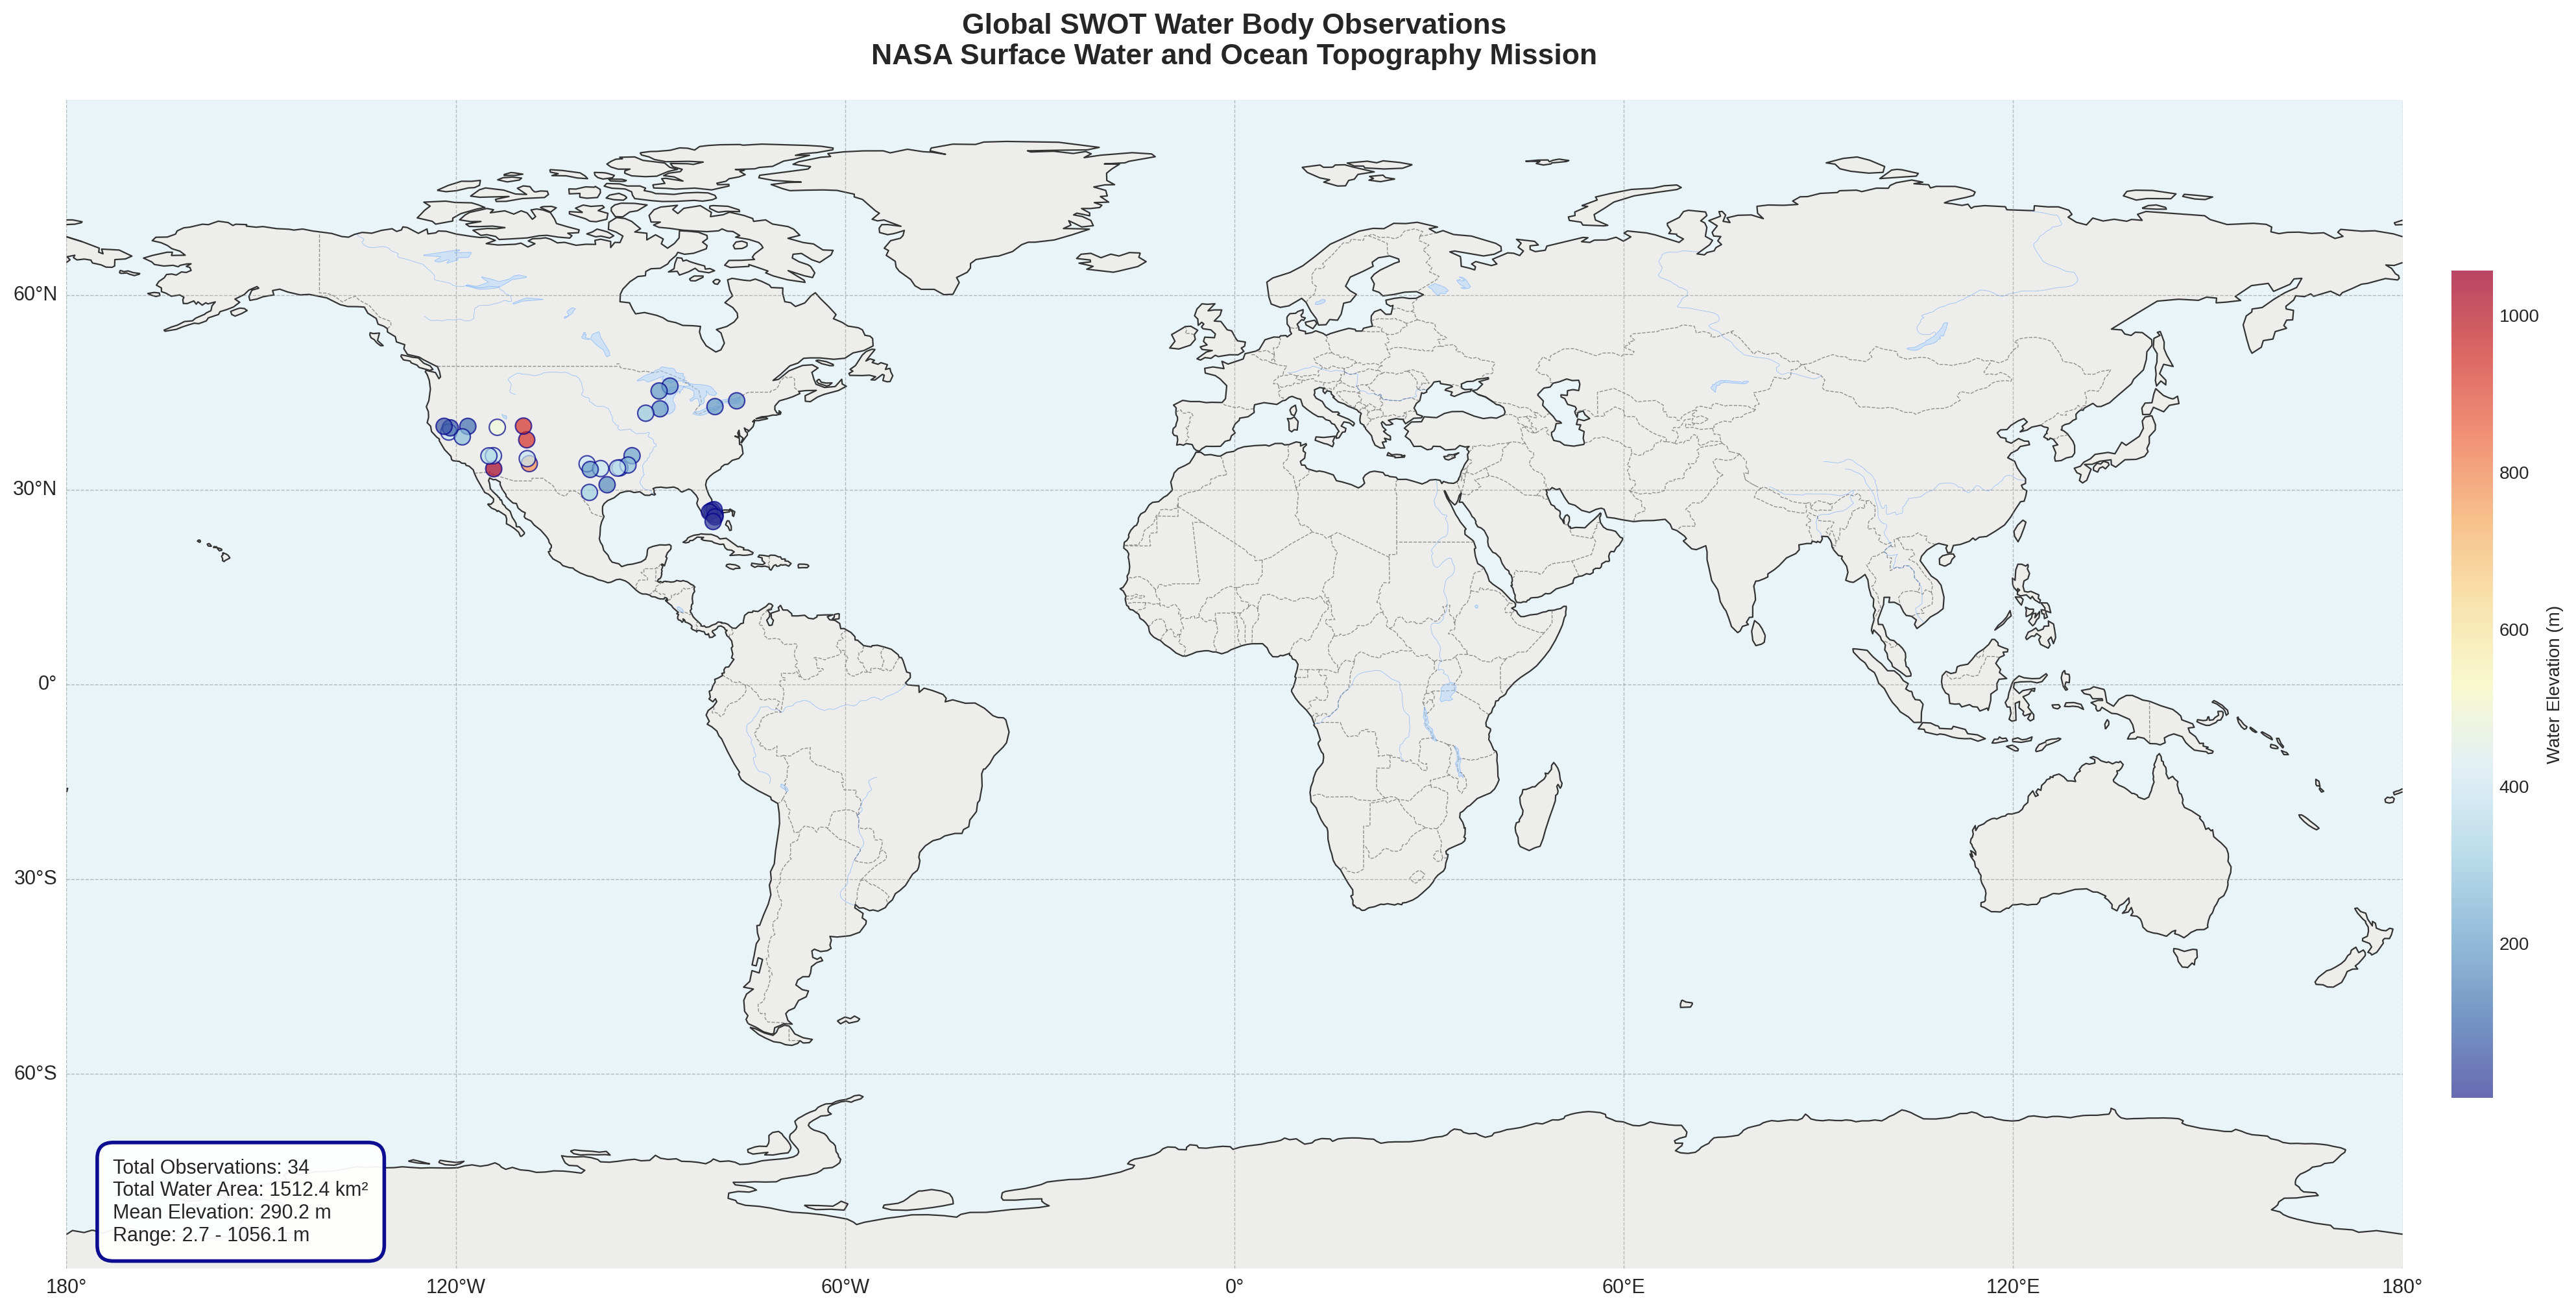 Global SWOT Water Body Observations
NASA Surface Water and Ocean Topography Mission
60°N
30°N
0°
30°S
60°S
180°
120°W
60°W
0°
60°E
120°E
180°
Total Observations: 34
Total Water Area: 1512.4 km²
Mean Elevation: 290.2 m
Range: 2.7 - 1056.1 m
1000
800
600
400
200
Water Elevation (m)